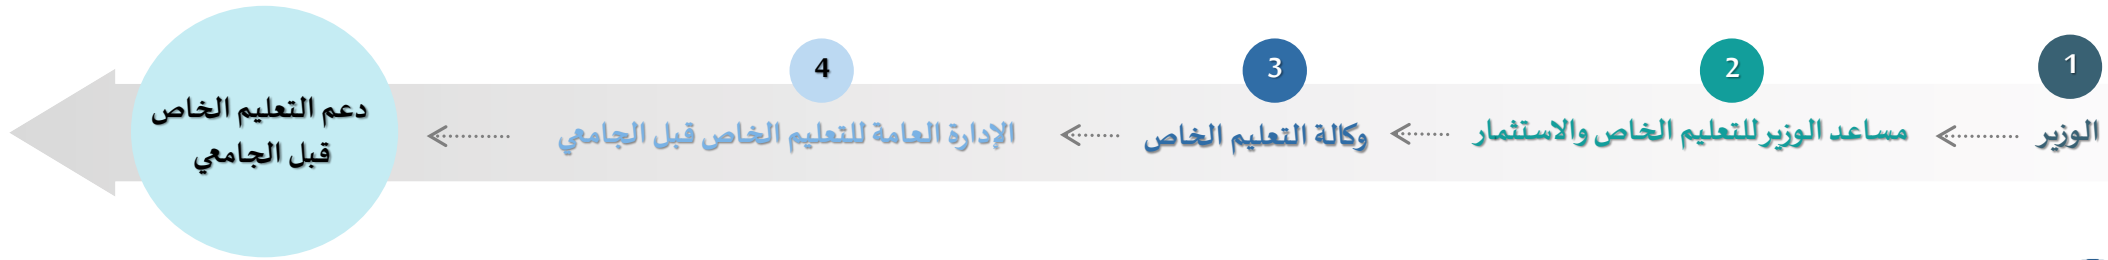 1
الوزير
2
مساعد الوزير للتعليم الخاص والاستثمار
3
وكالة التعليم الخاص
4
الإدارة العامة للتعليم الخاص قبل الجامعي
دعم التعليم الخاص
قبل الجامعي